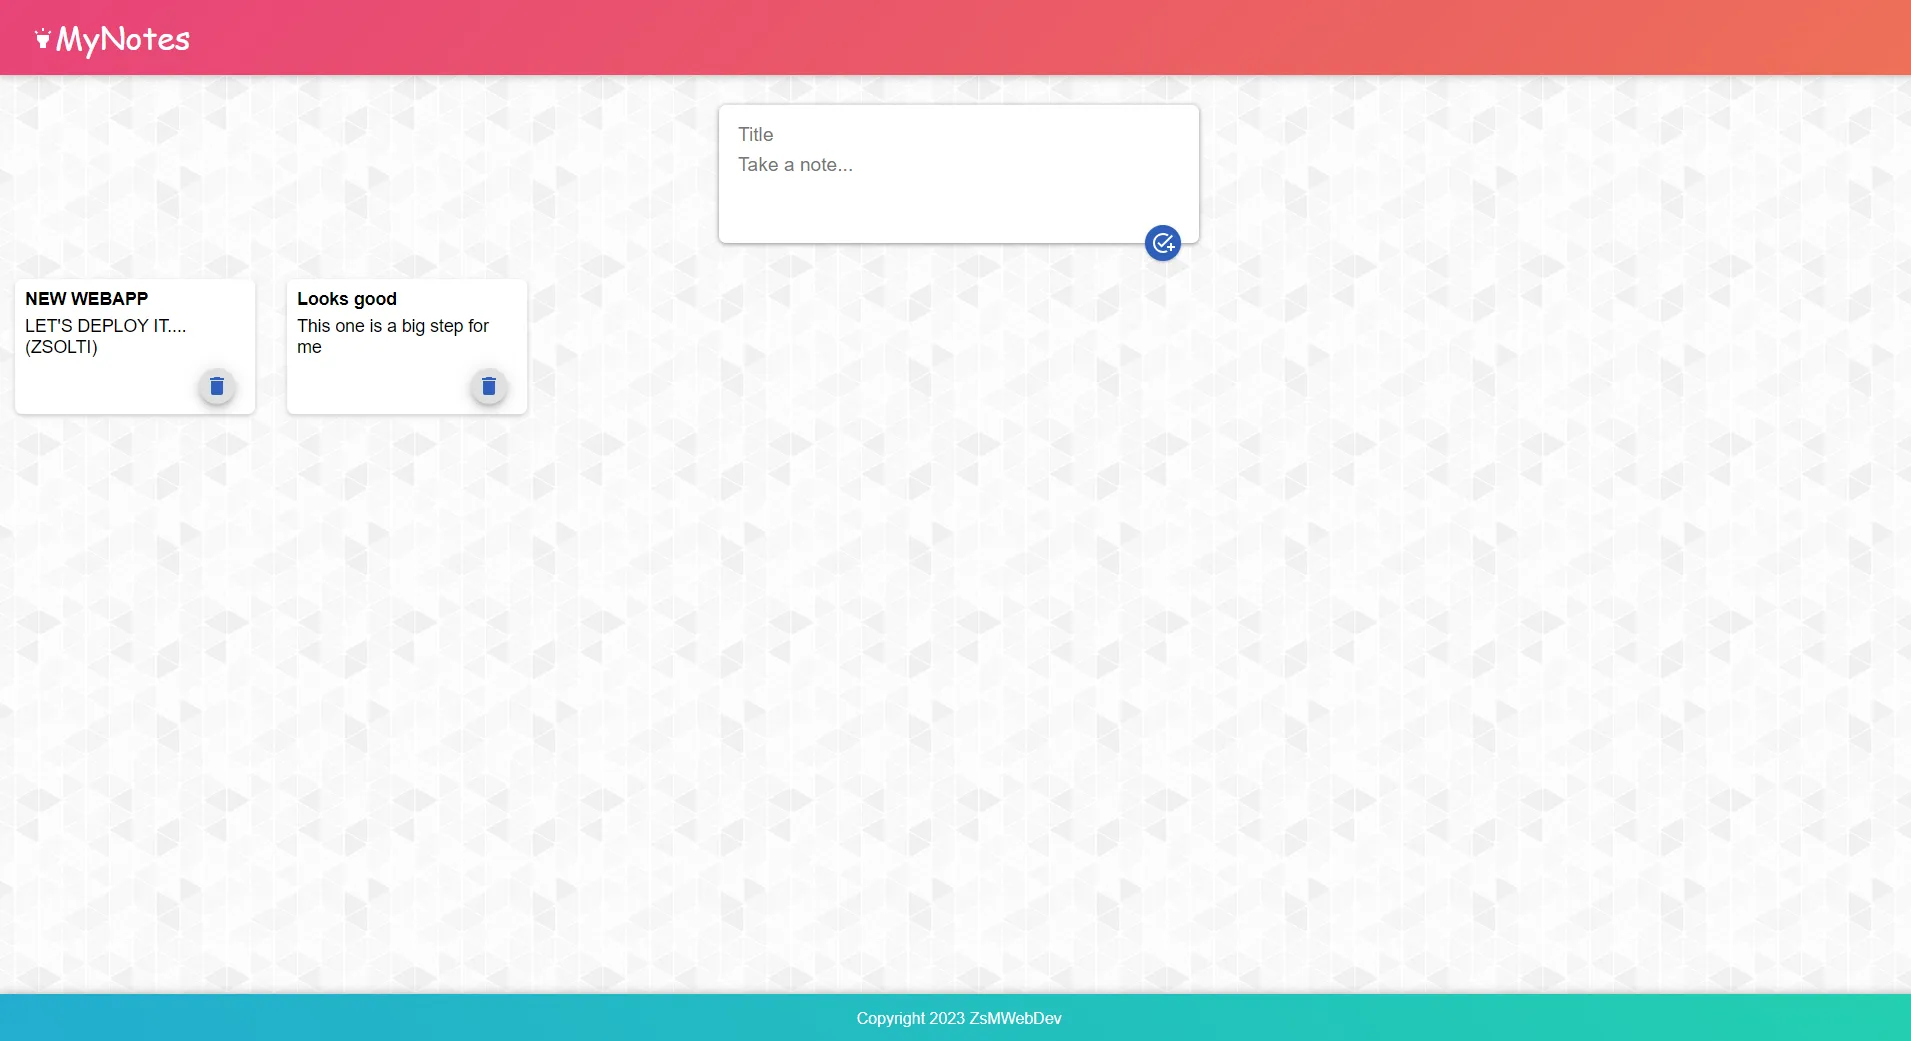 MyNotes
Title
Take a note...
NEW WEBAPP
LET'S DEPLOY IT....
(ZSOLTI)
Looks good
This one is a big step for
me
Copyright 2023 ZsMWebDev